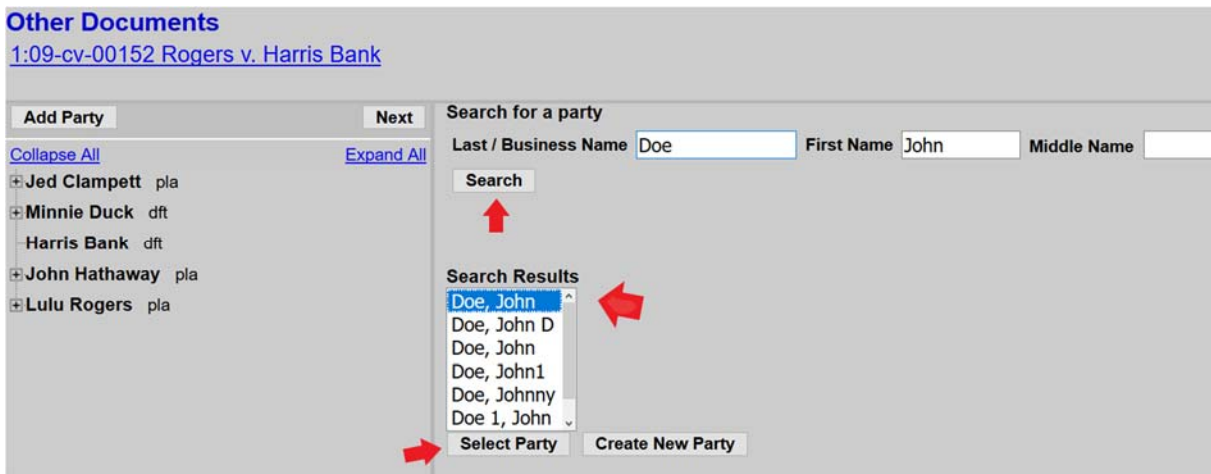 Other Documents
1:09-cv-00152 Rogers v. Harris Bank
Add Party Next
Collapse All Expand All
Jed Clampett pla
Minnie Duck dft
Harris Bank dft
John Hathaway pla
Lulu Rogers pla
Search for a party
Last / Business Name Doe First Name John Middle Name
Search
Search Results
Doe, John
Doe, John D
Doe, John
Doe, John1
Doe, Johnny
Doe 1, John
Select Party Create New Party